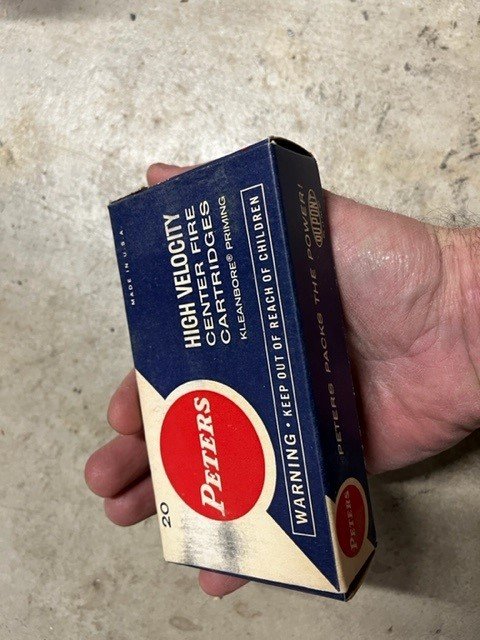 MADE IN U.S.A.
HIGH VELOCITY
CENTER FIRE
CARTRIDGES
KLEANBORE® PRIMING
WARNING • KEEP OUT OF REACH OF CHILDREN
20
PETERS
PETERS PACKS THE POWER!
DUPONT
PETERS